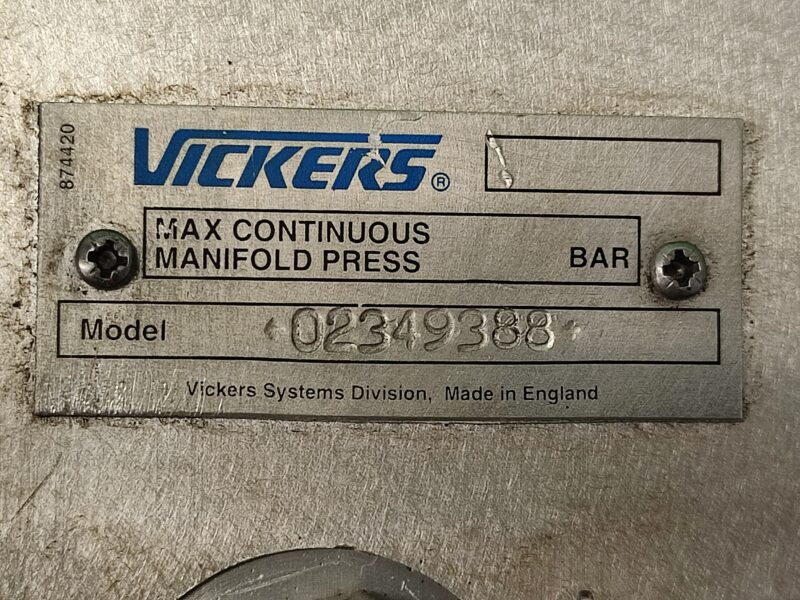 874420
VICKERS®
MAX CONTINUOUS
MANIFOLD PRESS BAR
Model 02349388
Vickers Systems Division, Made in England